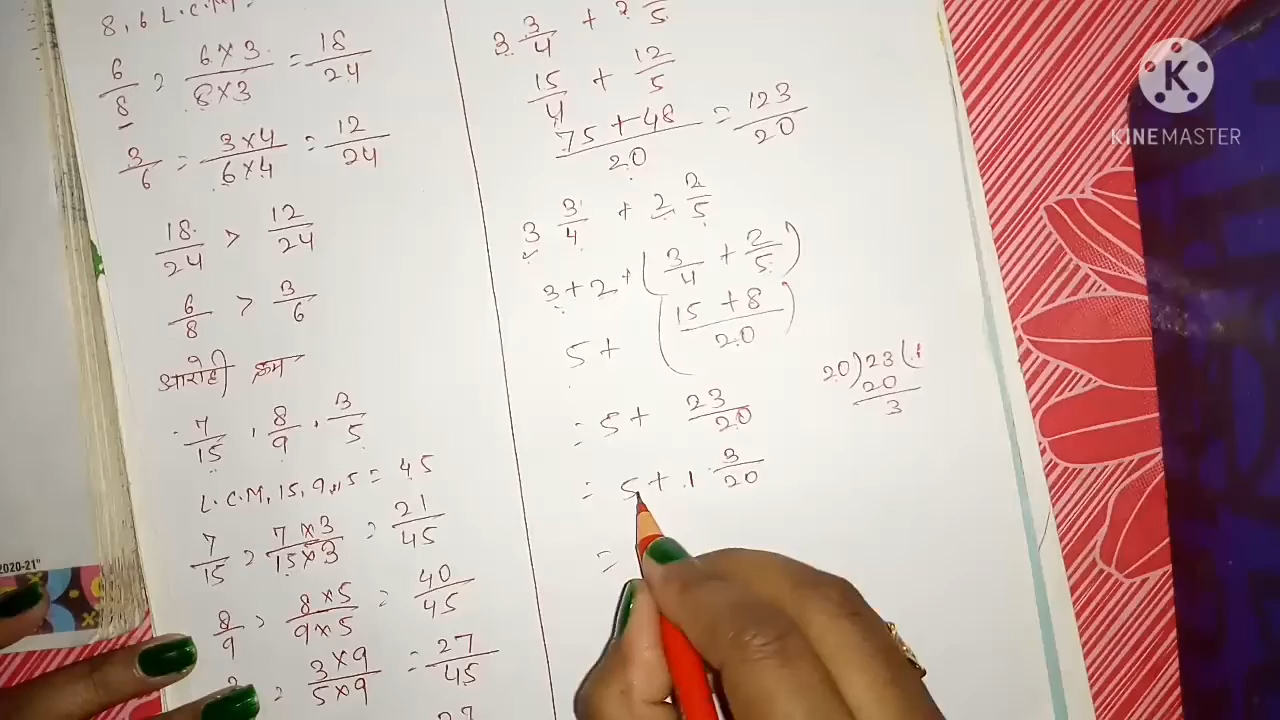 8, 6 L.C.M =
6/8 = 6×3/8×3 = 18/24
3/6 = 3×4/6×4 = 12/24
18/24 > 12/24
6/8 > 3/6
आरोही क्रम
7/15 , 8/9 , 3/5
L.C.M, 15, 9, 5 = 45
7/15 = 7×3/15×3 = 21/45
8/9 = 8×5/9×5 = 40/45
= 3×9/5×9 = 27/45
27
3 3/4 + 2 /5
15/4 + 12/5
75+48/20 = 123/20
3 3/4 + 2 2/5
3+2+(3/4 + 2/5)
5+ (15+8/20)
= 5+ 23/20
= 5+ 1 3/20
=
20)23(1
20
3
2020-21"
K
KINEMASTER